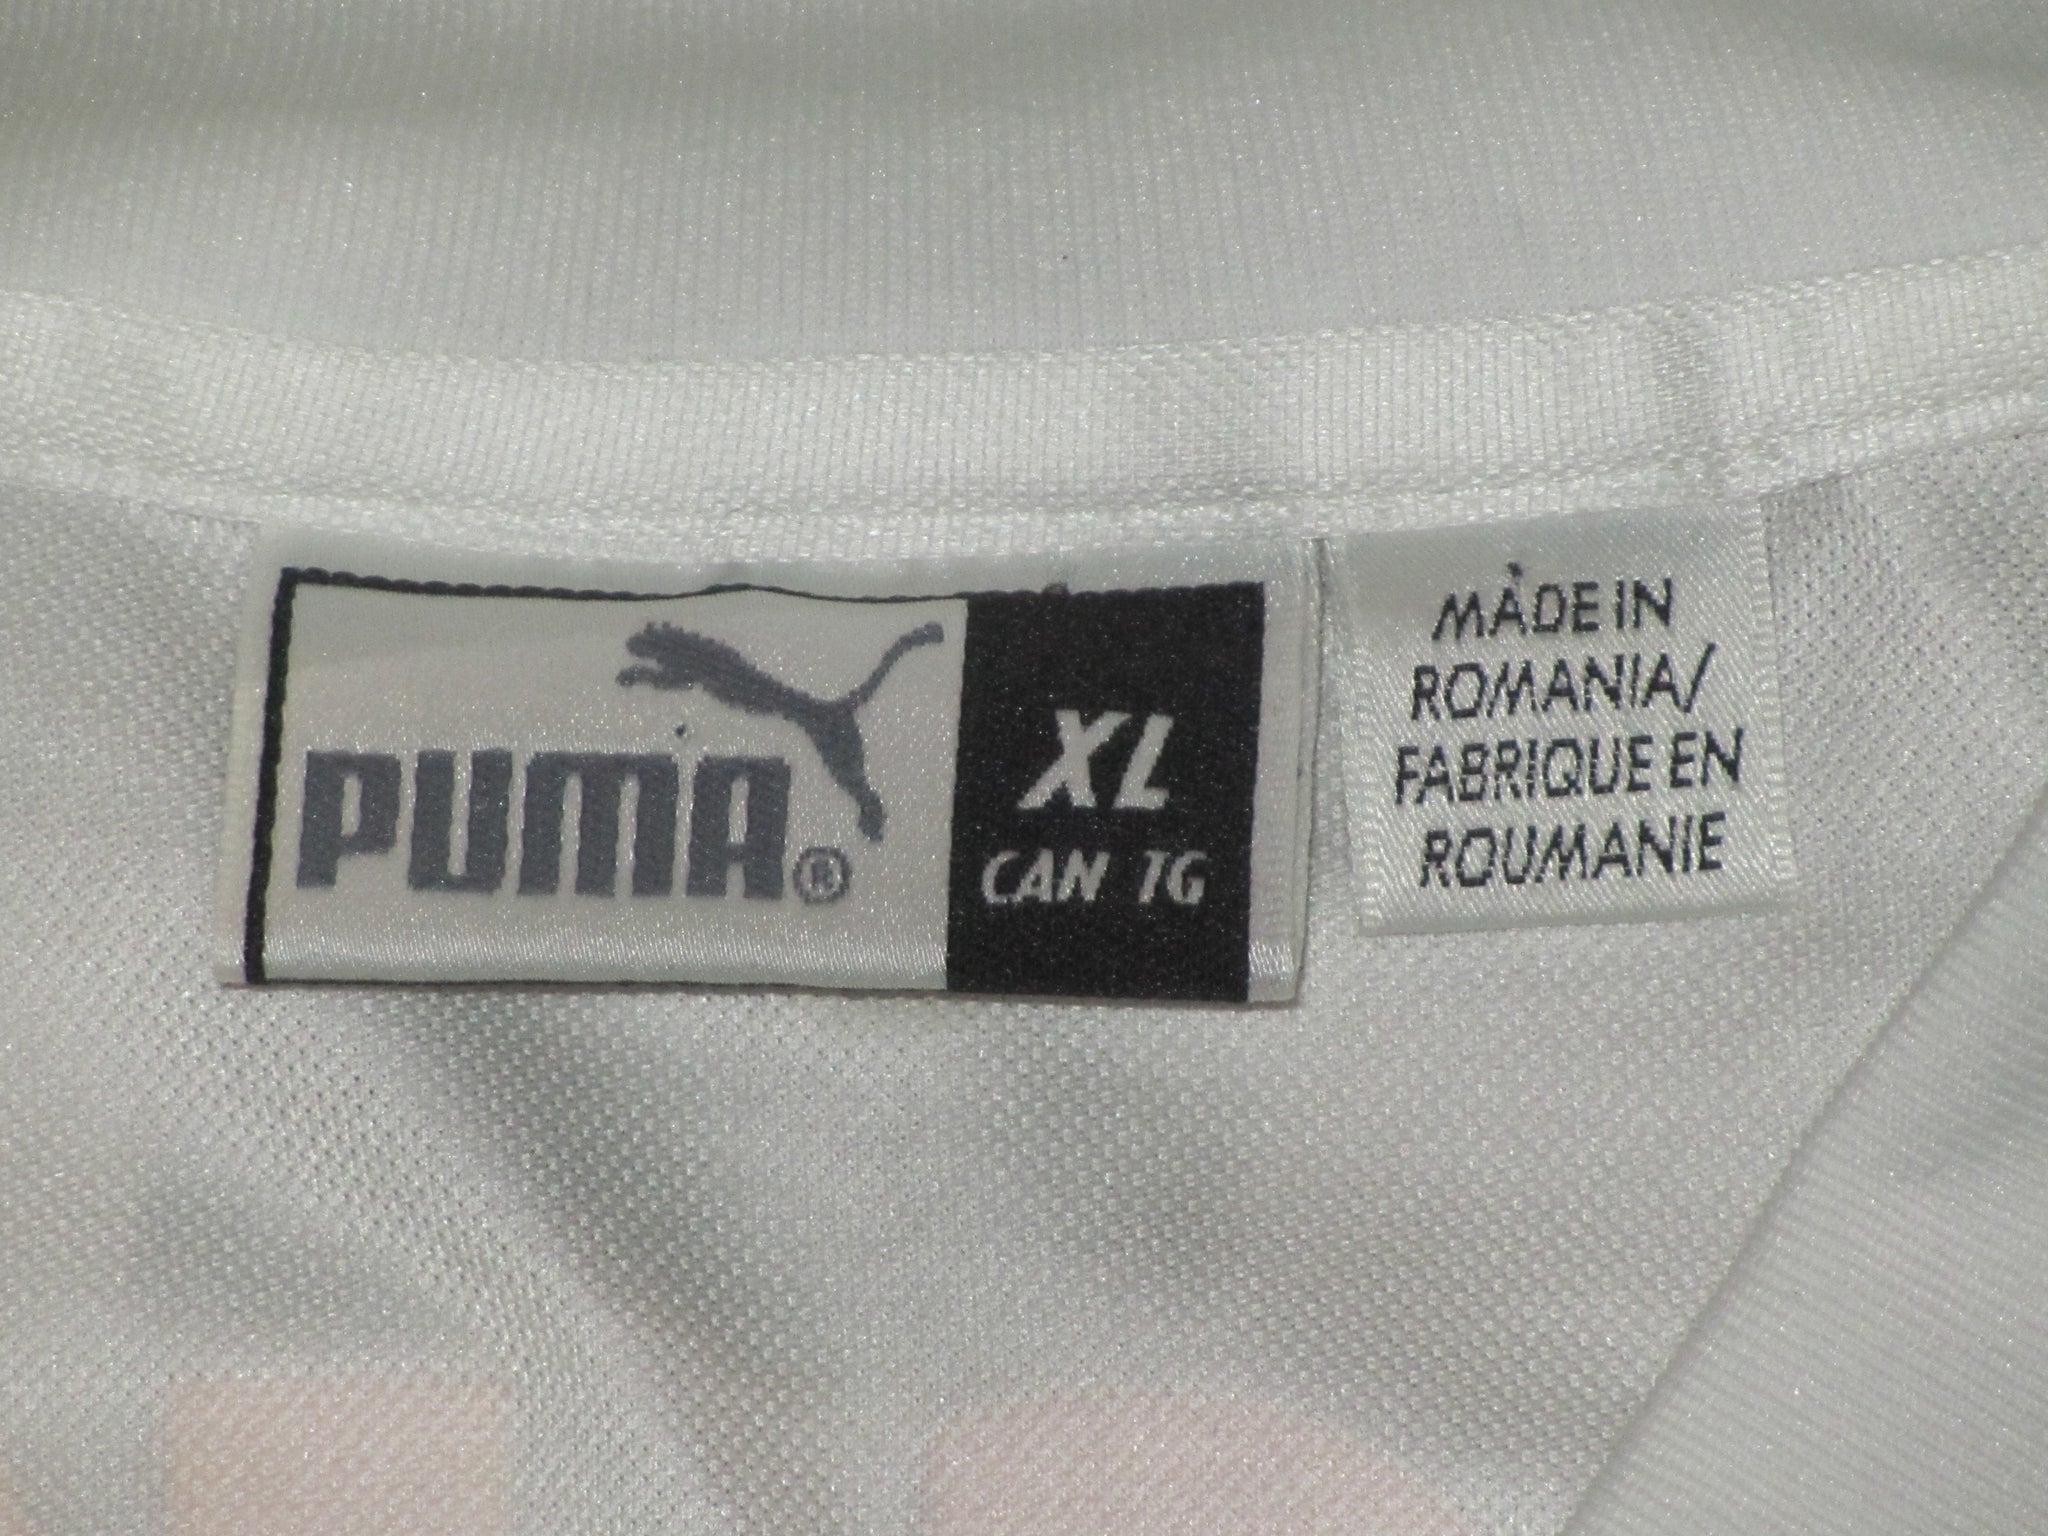 PUMA®
XL
CAN TG
MADE IN
ROMANIA/
FABRIQUE EN
ROUMANIE